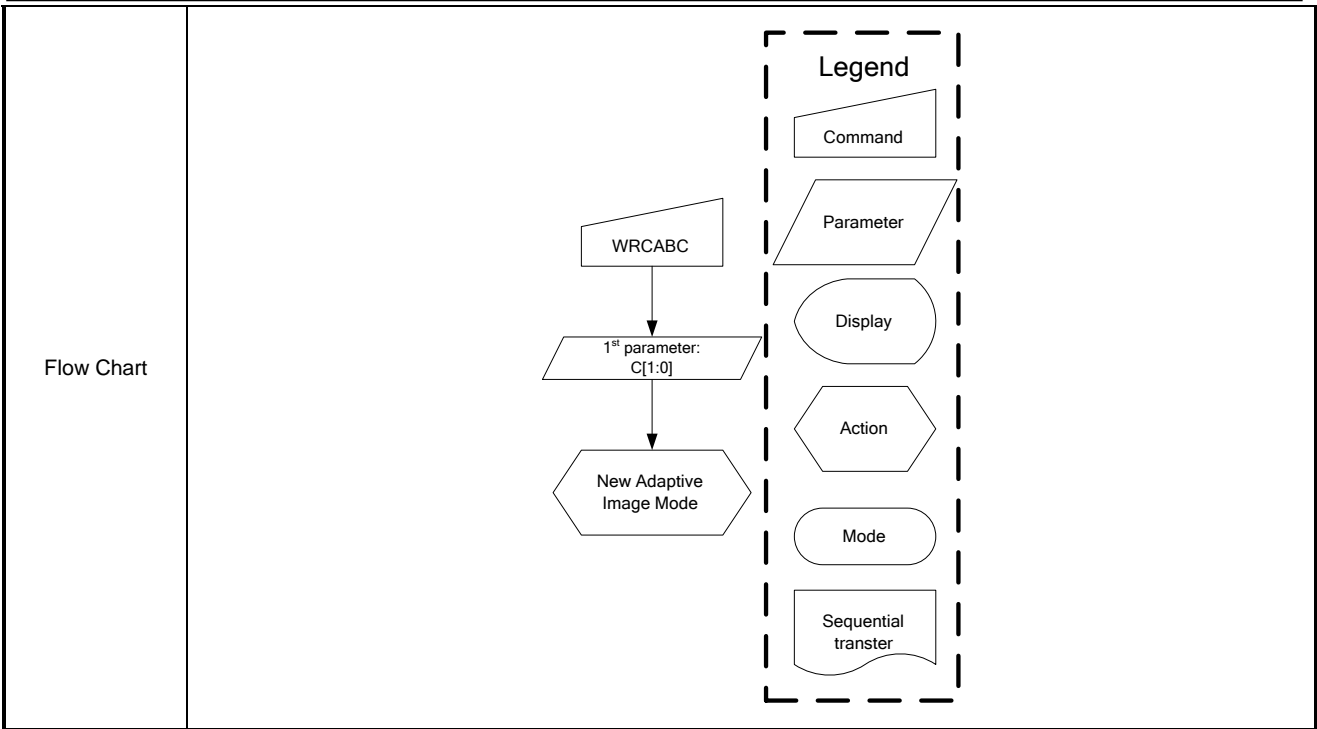 Flow Chart
WRCABC
1st parameter:
C[1:0]
New Adaptive
Image Mode
Legend
Command
Parameter
Display
Action
Mode
Sequential
transter